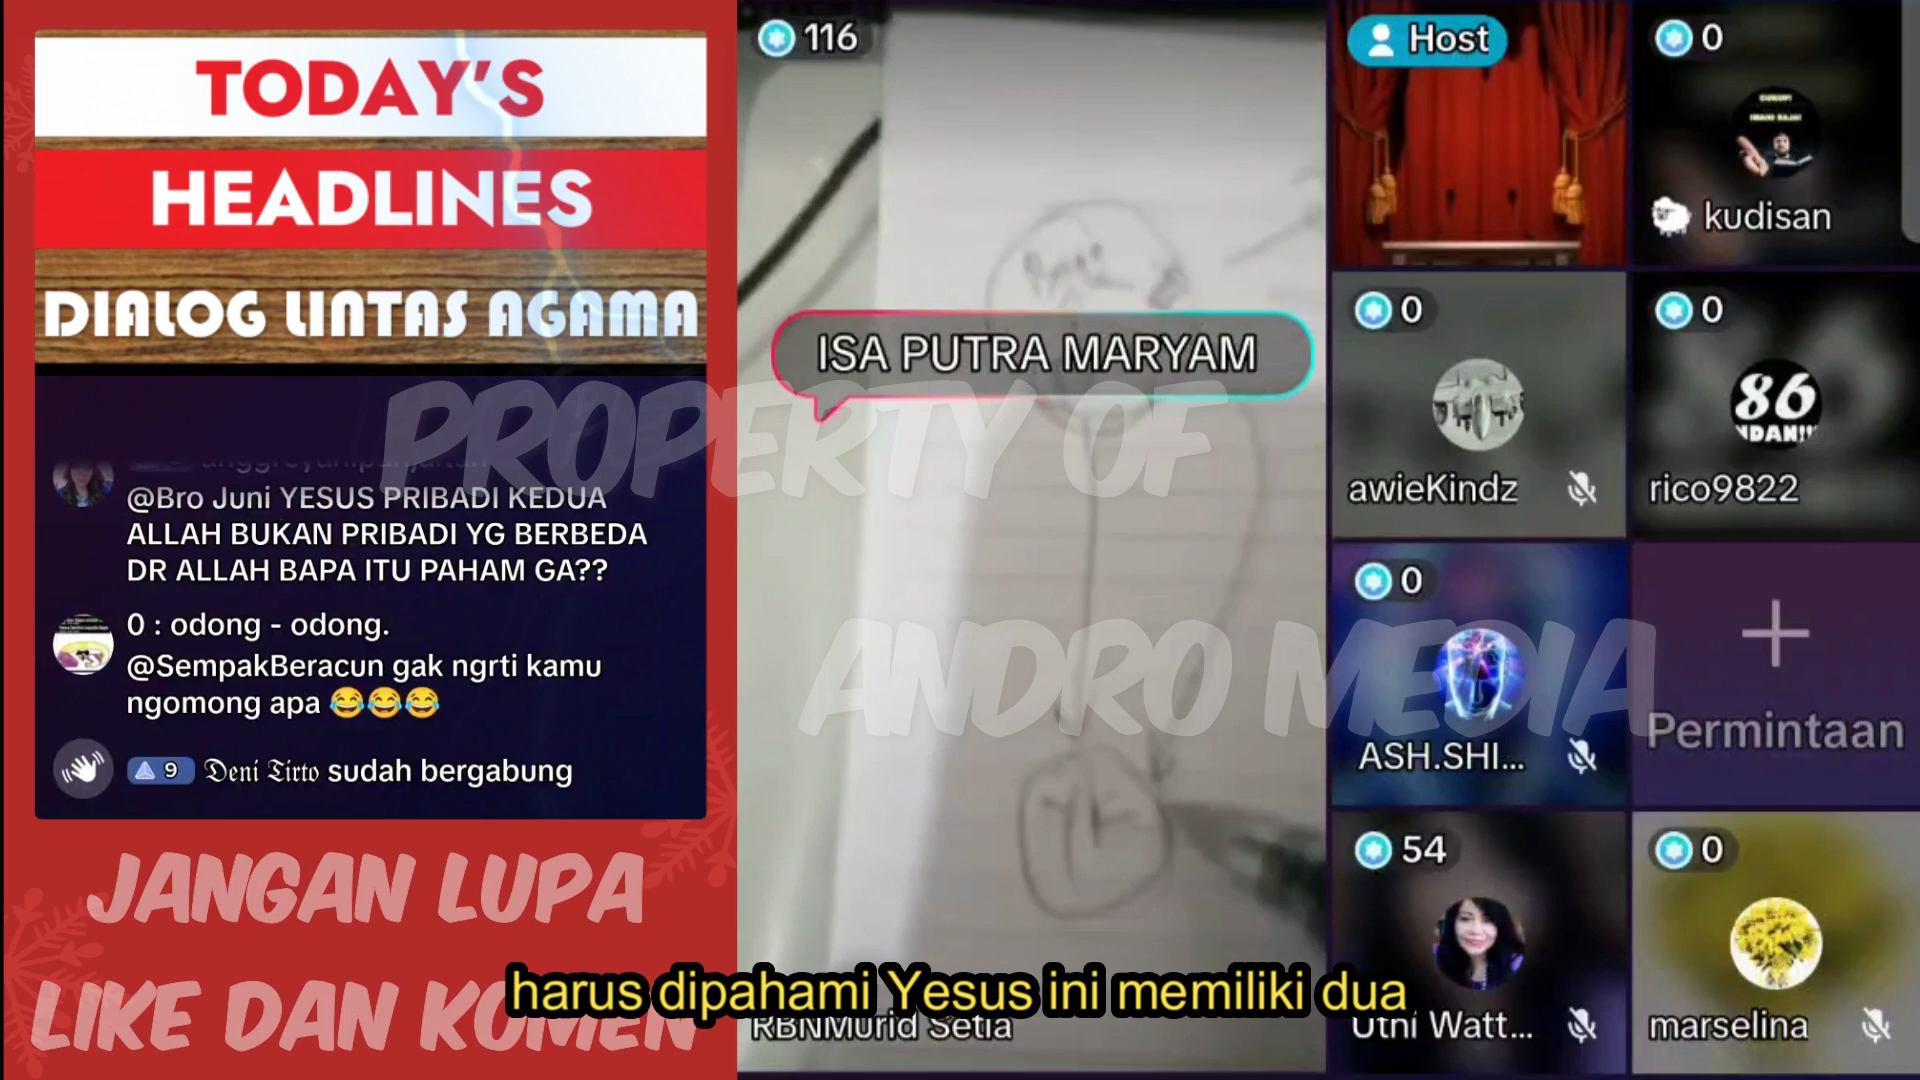 TODAY'S
HEADLINES
DIALOG LINTAS AGAMA
@Bro Juni YESUS PRIBADI KEDUA
ALLAH BUKAN PRIBADI YG BERBEDA
DR ALLAH BAPA ITU PAHAM GA??
0 : odong - odong.
@SempakBeracun gak ngrti kamu
ngomong apa 😂😂😂
9 𝔇𝔢𝔫𝔦 𝔗𝔦𝔯𝔱𝔬 sudah bergabung
JANGAN LUPA
LIKE DAN KOMEN
116
ISA PUTRA MARYAM
PROPERTY OF
ANDRO MEDIA
RBNMurid Setia
harus dipahami Yesus ini memiliki dua
Host
0
kudisan
0
awieKindz
0
86
rico9822
0
ASH.SHI...
Permintaan
54
Utni Watt...
0
marselina